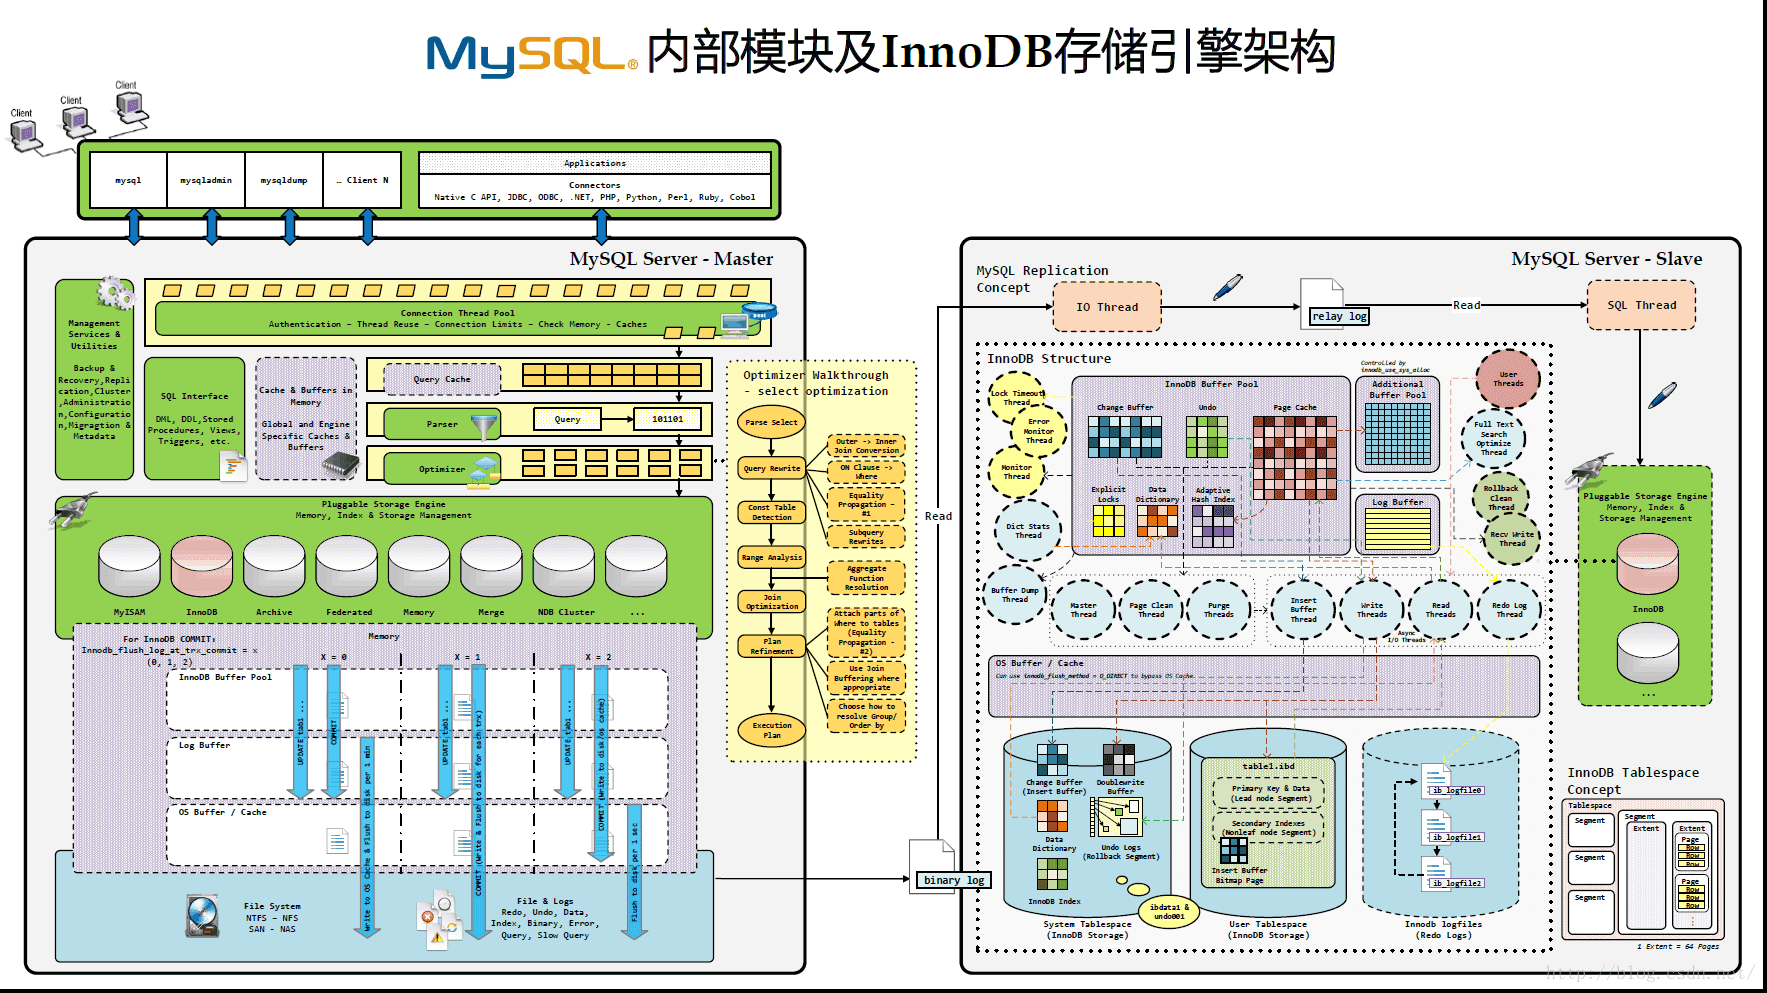 MySQL® 内部模块及InnoDB存储引擎架构
Client
Client
Client
mysql
mysqladmin
mysqldump
… Client N
Applications
Connectors
Native C API, JDBC, ODBC, .NET, PHP, Python, Perl, Ruby, Cobol
MySQL Server - Master
Management
Services &
Utilities
Backup &
Recovery,Repli
cation,Cluster
,Administratio
n,Configuratio
n,Migragtion &
Metadata
Connection Thread Pool
Authentication – Thread Reuse – Connection Limits – Check Memory - Caches
SQL Interface
DML, DDL,Stored
Procedures, Views,
Triggers, etc.
Cache & Buffers in
Memory
Global and Engine
Specific Caches &
Buffers
Query Cache
Parser
Query
101101
Optimizer
Pluggable Storage Engine
Memory, Index & Storage Management
MyISAM
InnoDB
Archive
Federated
Memory
Merge
NDB Cluster
...
For InnoDB COMMIT:
Innodb_flush_log_at_trx_commit = x
(0, 1, 2)
Memory
X = 0
X = 1
X = 2
InnoDB Buffer Pool
Log Buffer
OS Buffer / Cache
UPDATE tab1 ...
COMMIT
Write to OS Cache & Flush to disk per 1 min
UPDATE tab1 ...
COMMIT (Write & Flush to disk for each trx)
UPDATE tab1 ...
COMMIT (Write to disk/os cache)
Flush to disk per 1 sec
File System
NTFS – NFS
SAN - NAS
File & Logs
Redo, Undo, Data,
Index, Binary, Error,
Query, Slow Query
Optimizer Walkthrough
- select optimization
Parse Select
Query Rewrite
Const Table
Detection
Range Analysis
Join
Optimization
Plan
Refinement
Execution
Plan
Outer -> Inner
Join Conversion
ON Clause ->
Where
Equality
Propagation –
#1
Subquery
Rewrites
Aggregate
Function
Resolution
Attach parts of
Where to tables
(Equality
Propagation -
#2)
Use Join
Buffering where
appropriate
Choose how to
resolve Group/
Order by
Read
binary log
MySQL Server - Slave
MySQL Replication
Concept
IO Thread
relay log
Read
SQL Thread
InnoDB Structure
Lock Timeout
Thread
Error
Monitor
Thread
Monitor
Thread
Dict Stats
Thread
Buffer Dump
Thread
InnoDB Buffer Pool
Change Buffer
Undo
Page Cache
Explicit
Locks
Data
Dictionary
Adaptive
Hash Index
Controlled by
innodb_use_sys_alloc
Additional
Buffer Pool
Log Buffer
User
Threads
Full Text
Search
Optimize
Thread
Rollback
Clean
Thread
Recv Write
Thread
Master
Thread
Page Clean
Thread
Purge
Threads
Insert
Buffer
Thread
Write
Threads
Read
Threads
Redo Log
Thread
Async
I/O Threads
OS Buffer / Cache
Can use innodb_flush_method = O_DIRECT to bypass OS Cache.
Change Buffer
(Insert Buffer)
Doublewrite
Buffer
Data
Dictionary
Undo Logs
(Rollback Segment)
InnoDB Index
ibdata1 &
undo001
System Tablespace
(InnoDB Storage)
table1.ibd
Primary Key & Data
(Lead node Segment)
Secondary Indexes
(Nonleaf node Segment)
Insert Buffer
Bitmap Page
User Tablespace
(InnoDB Storage)
ib_logfile0
ib_logfile1
ib_logfile2
Innodb logfiles
(Redo Logs)
Pluggable Storage Engine
Memory, Index &
Storage Management
InnoDB
...
InnoDB Tablespace
Concept
Tablespace
Segment
Segment
Segment
Segment
Extent
Extent
Page
Row
Row
Page
Row
Row
Row
1 Extent = 64 Pages
http://blog.csdn.net/